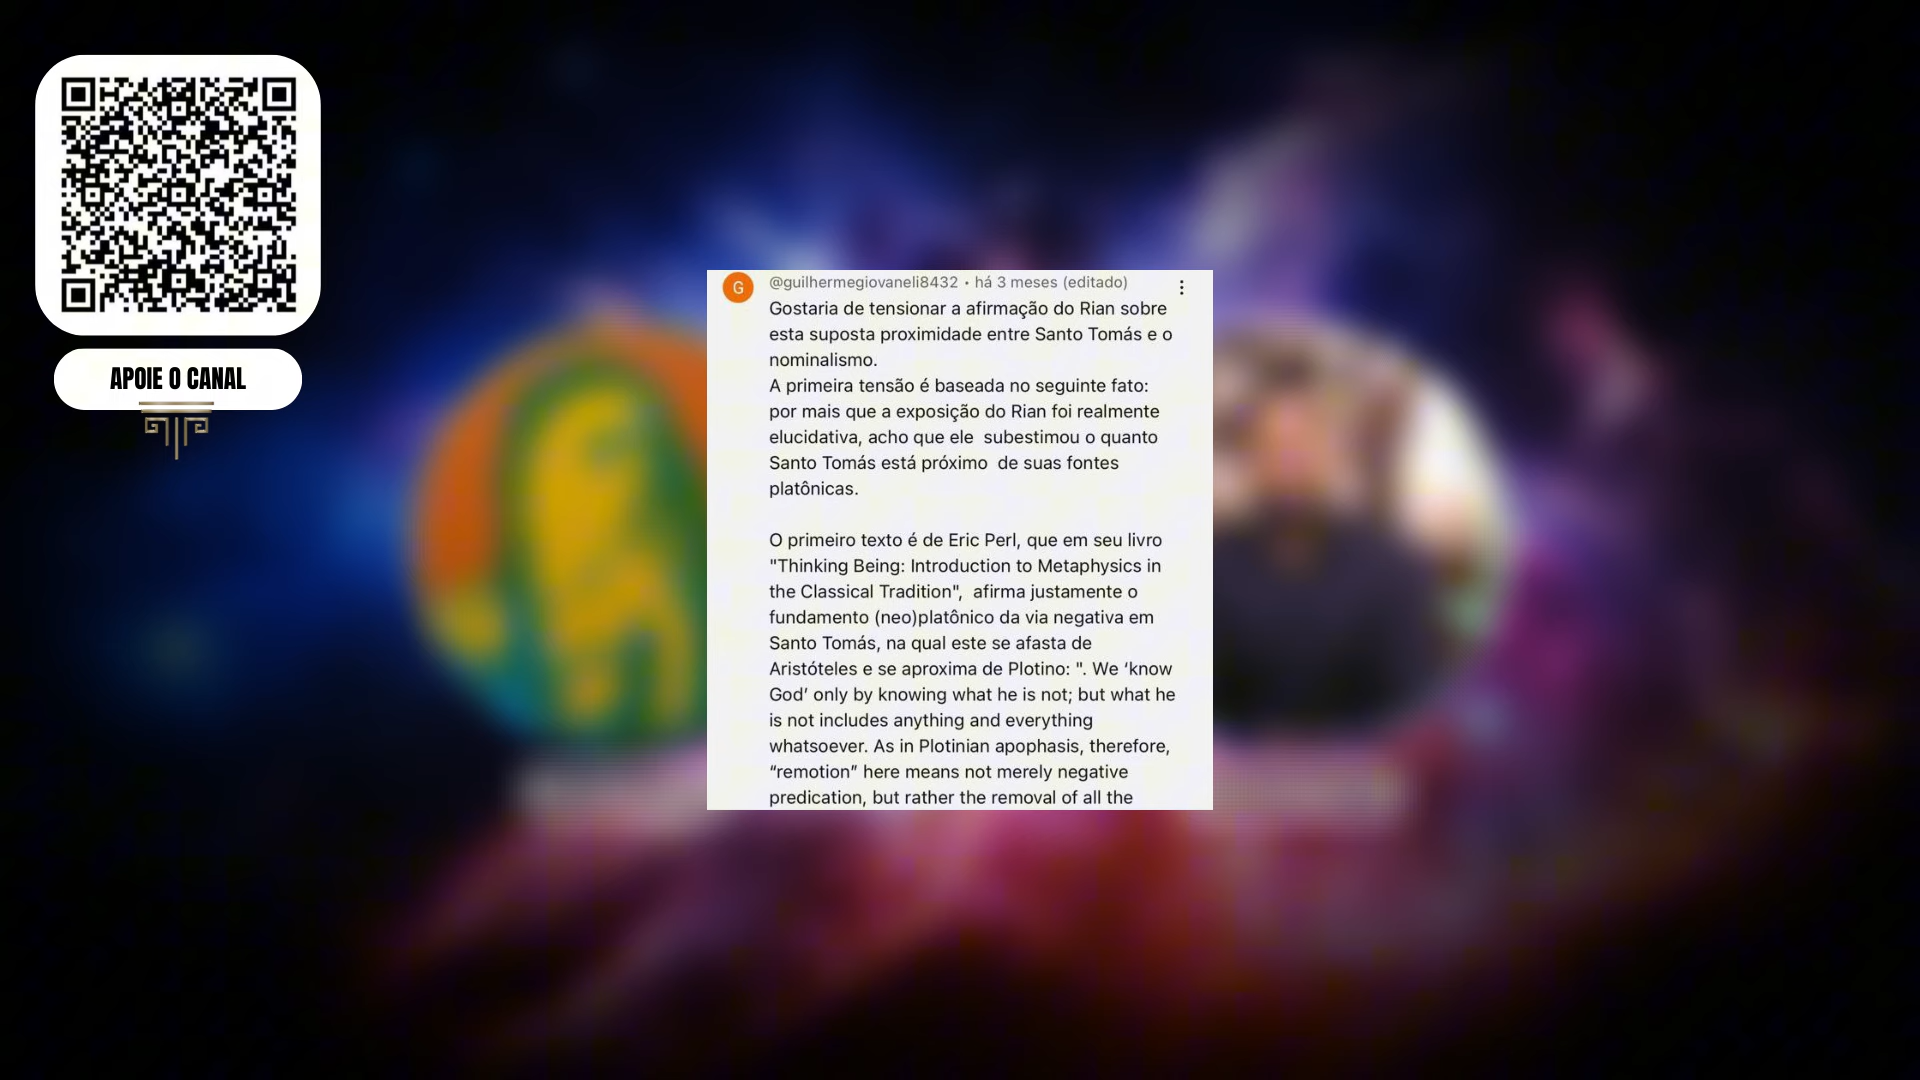 APOIE O CANAL
G
@guilhermegiovaneli8432 • há 3 meses (editado)
Gostaria de tensionar a afirmação do Rian sobre
esta suposta proximidade entre Santo Tomás e o
nominalismo.
A primeira tensão é baseada no seguinte fato:
por mais que a exposição do Rian foi realmente
elucidativa, acho que ele  subestimou o quanto
Santo Tomás está próximo  de suas fontes
platônicas.
O primeiro texto é de Eric Perl, que em seu livro
"Thinking Being: Introduction to Metaphysics in
the Classical Tradition",  afirma justamente o
fundamento (neo)platônico da via negativa em
Santo Tomás, na qual este se afasta de
Aristóteles e se aproxima de Plotino: ". We ‘know
God’ only by knowing what he is not; but what he
is not includes anything and everything
whatsoever. As in Plotinian apophasis, therefore,
“remotion” here means not merely negative
predication, but rather the removal of all the